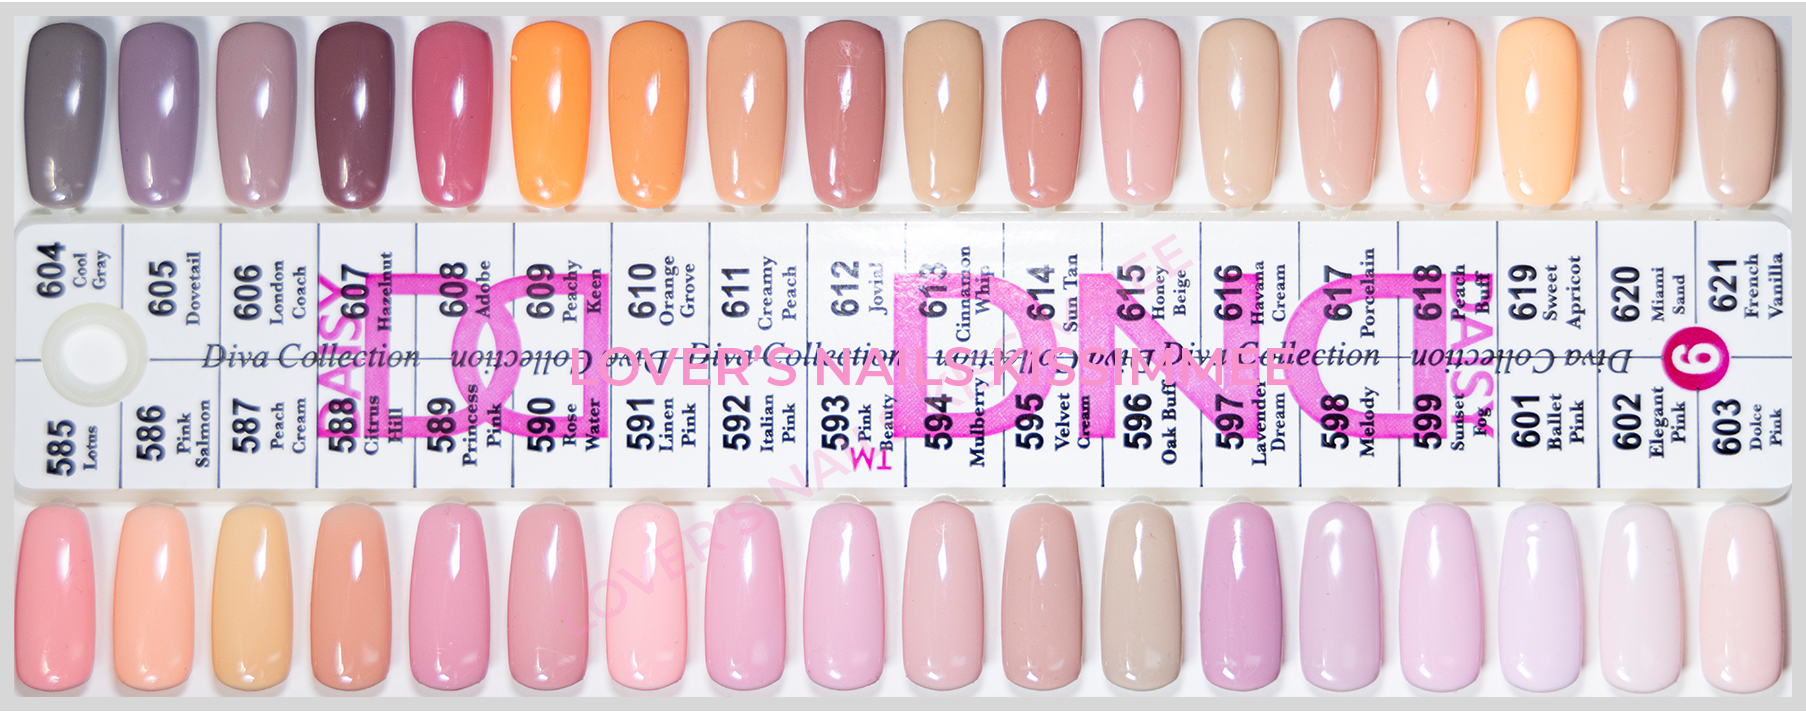 604 Cool Gray
605 Dovetail
606 London Coach
607 Hazelnut
608 Adobe
609 Peachy Keen
610 Orange Grove
611 Creamy Peach
612 Jovial
613 Cinnamon Whip
614 Sun Tan
615 Honey Beige
616 Havana Cream
617 Porcelain
618 Peach Buff
619 Sweet Apricot
620 Miami Sand
621 French Vanilla
DAISY
DND
DAISY
TM
6
Diva Collection
Diva Collection
Diva Collection
Diva Collection
Diva Collection
Diva Collection
LOVER'S NAILS KISSIMMEE
LOVER'S NAILS KISSIMMEE
585 Lotus
586 Pink Salmon
587 Peach Cream
588 Citrus Hill
589 Princess Pink
590 Rose Water
591 Linen Pink
592 Italian Pink
593 Pink Beauty
594 Mulberry
595 Velvet Cream
596 Oak Buff
597 Lavender Dream
598 Melody
599 Sunset Fog
601 Ballet Pink
602 Elegant Pink
603 Dolce Pink